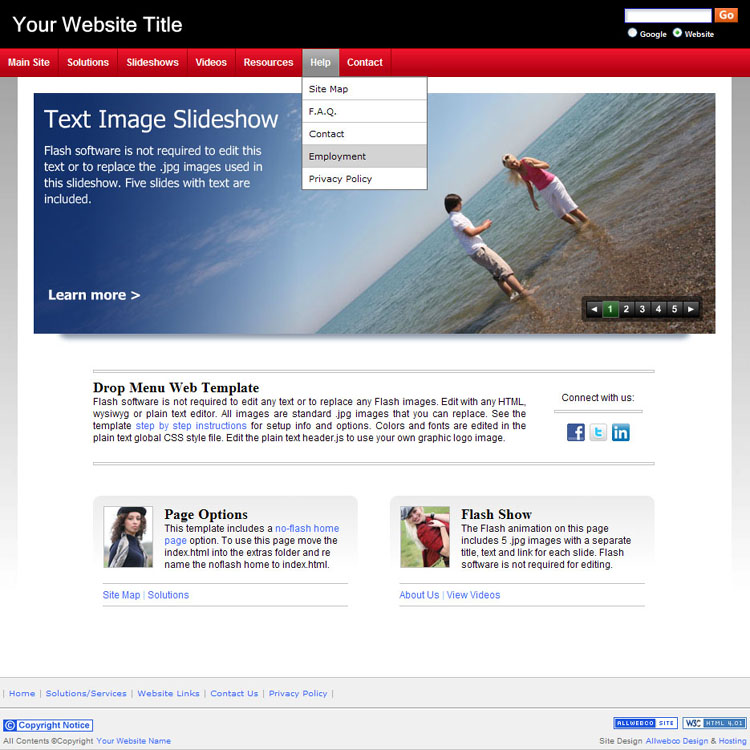 Your Website Title
Go
Google Website
Main Site Solutions Slideshows Videos Resources Help Contact
Site Map
F.A.Q.
Contact
Employment
Privacy Policy
Text Image Slideshow
Flash software is not required to edit this
text or to replace the .jpg images used in
this slideshow. Five slides with text are
included.
Learn more >
◄ 1 2 3 4 5 ►
Drop Menu Web Template
Flash software is not required to edit any text or to replace any Flash images. Edit with any HTML,
wysiwyg or plain text editor. All images are standard .jpg images that you can replace. See the
template step by step instructions for setup info and options. Colors and fonts are edited in the
plain text global CSS style file. Edit the plain text header.js to use your own graphic logo image.
Connect with us:
Page Options
This template includes a no-flash home
page option. To use this page move the
index.html into the extras folder and re
name the noflash home to index.html.
Site Map | Solutions
Flash Show
The Flash animation on this page
includes 5 .jpg images with a separate
title, text and link for each slide. Flash
software is not required for editing.
About Us | View Videos
| Home | Solutions/Services | Website Links | Contact Us | Privacy Policy |
© Copyright Notice
ALLWEBCO SITE W3C HTML 4.01
All Contents ©Copyright Your Website Name
Site Design Allwebco Design & Hosting